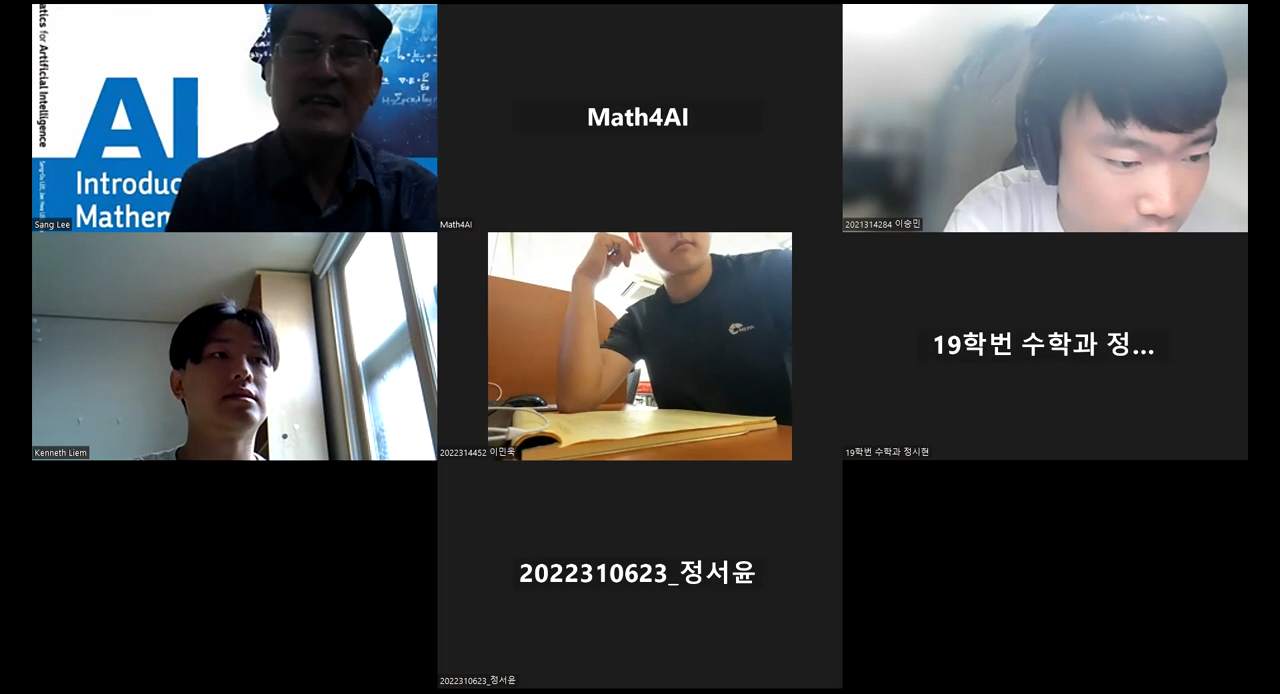 atics for Artificial Intelligence
AI
Introduc
Mathem
Sang Lee
Math4AI
Math4AI
2021314284 이승민
Kenneth Liem
2022314452 이민욱
19학번 수학과 정...
19학번 수학과 정시현
2022310623_정서윤
2022310623_정서윤